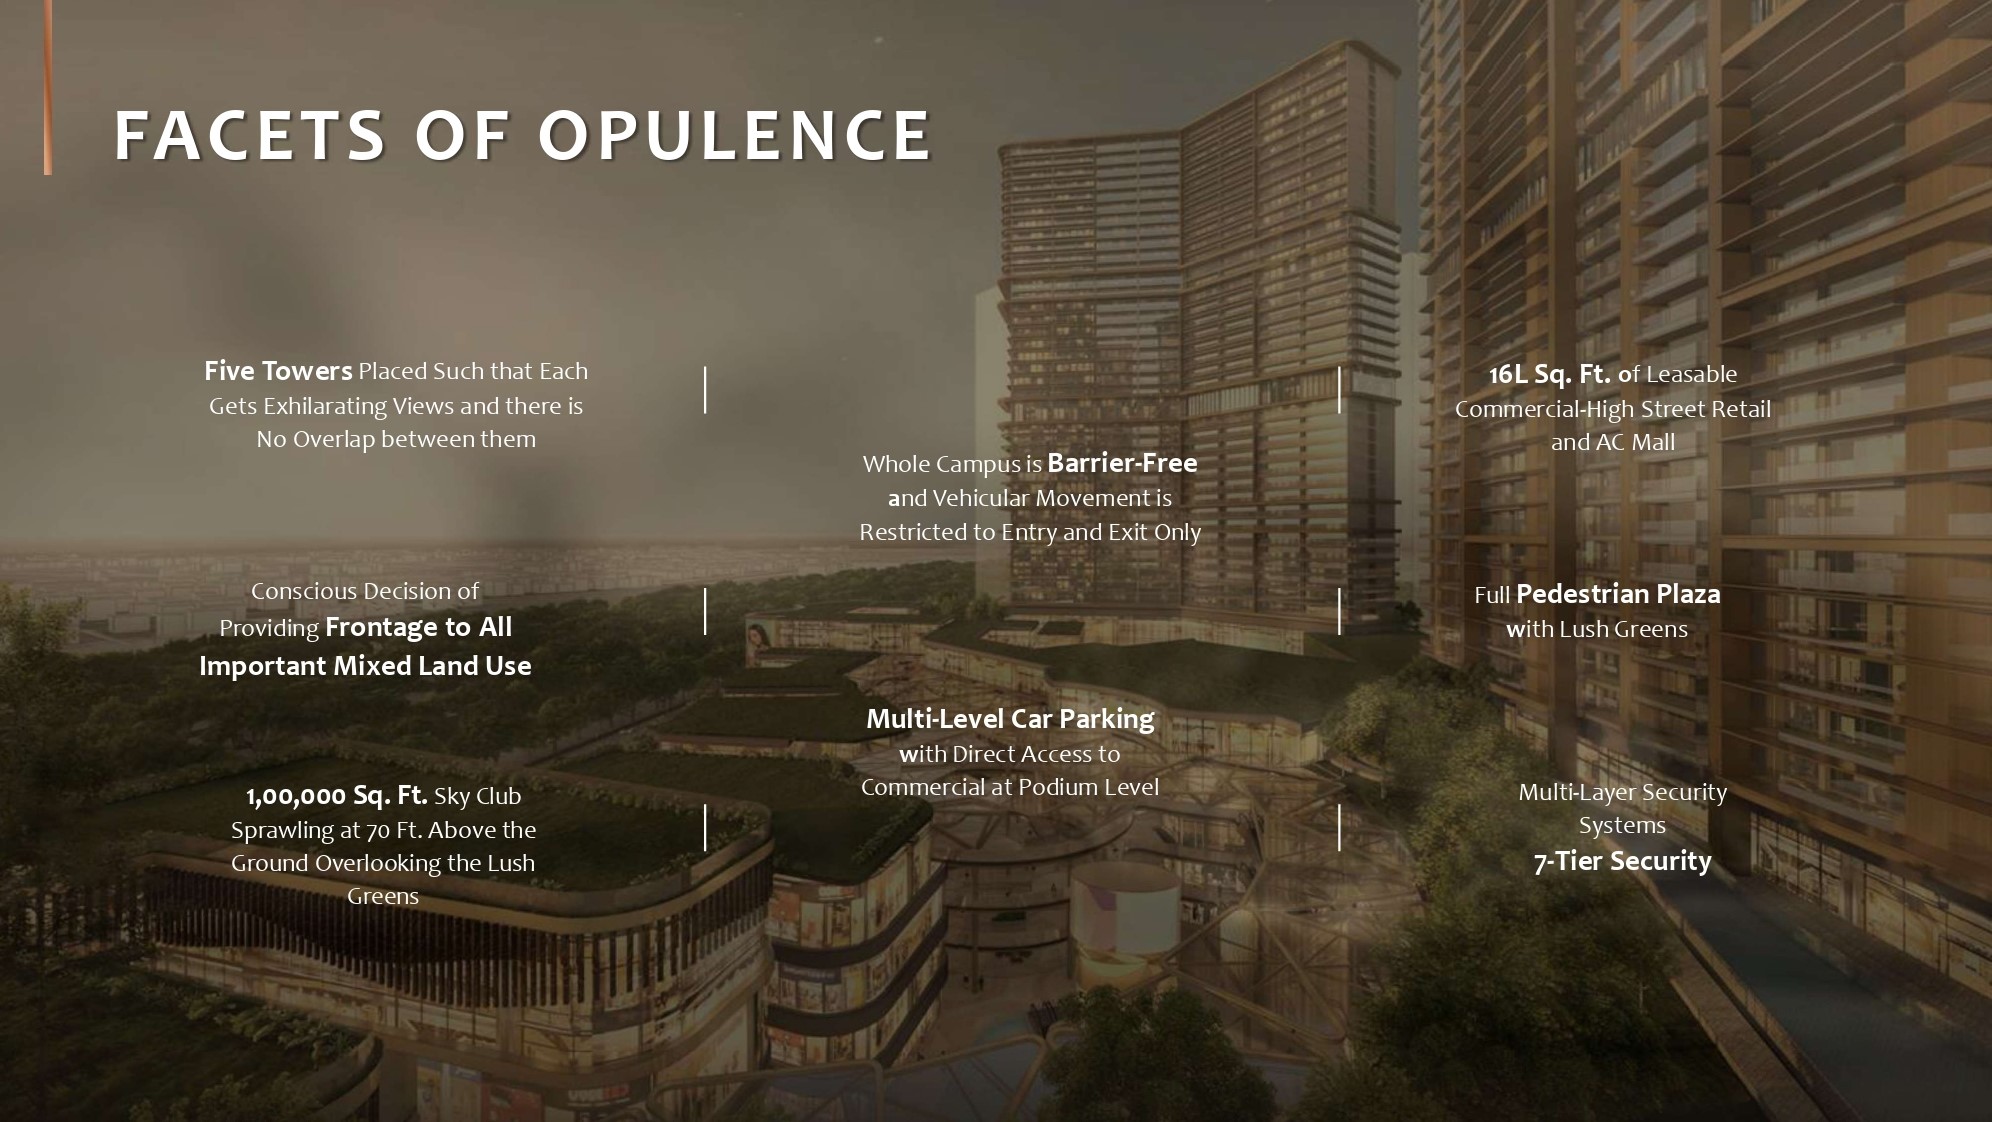 FACETS OF OPULENCE
Five Towers Placed Such that Each
Gets Exhilarating Views and there is
No Overlap between them
Conscious Decision of
Providing Frontage to All
Important Mixed Land Use
1,00,000 Sq. Ft. Sky Club
Sprawling at 70 Ft. Above the
Ground Overlooking the Lush
Greens
Whole Campus is Barrier-Free
and Vehicular Movement is
Restricted to Entry and Exit Only
Multi-Level Car Parking
with Direct Access to
Commercial at Podium Level
16L Sq. Ft. of Leasable
Commercial-High Street Retail
and AC Mall
Full Pedestrian Plaza
with Lush Greens
Multi-Layer Security
Systems
7-Tier Security